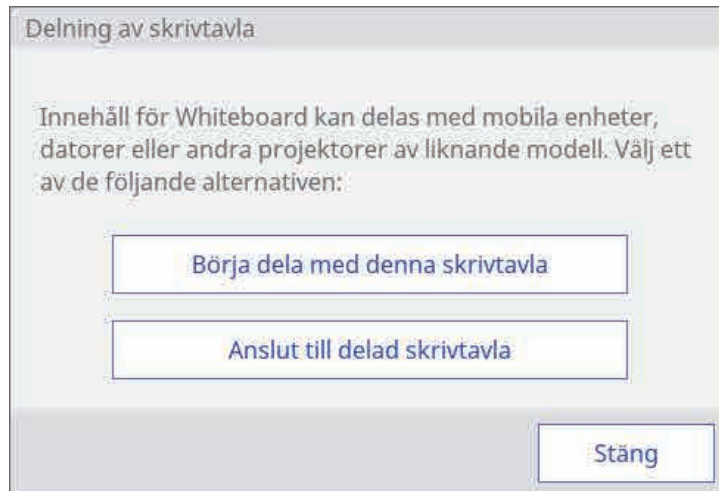 Delning av skrivtavla
Innehåll för Whiteboard kan delas med mobila enheter,
datorer eller andra projektorer av liknande modell. Välj ett
av de följande alternativen:
Börja dela med denna skrivtavla
Anslut till delad skrivtavla
Stäng